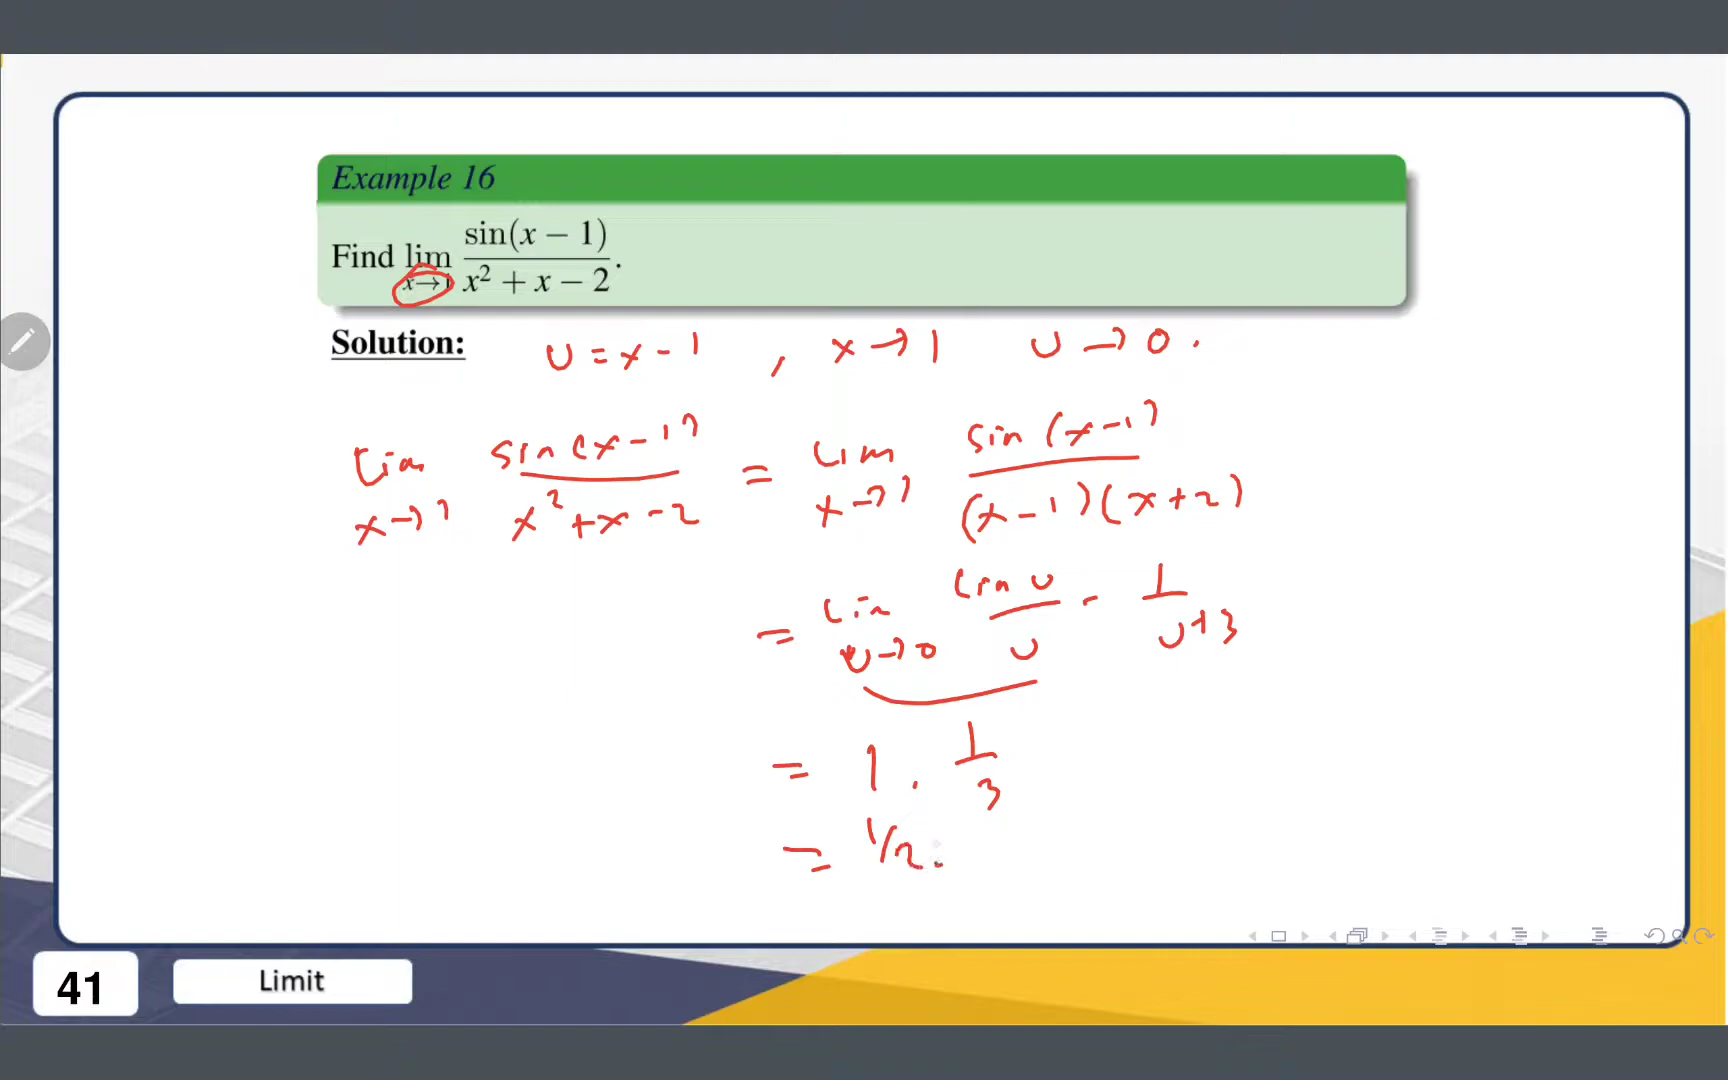 Example 16
Find lim x→1 sin(x − 1) / x² + x − 2 .
Solution: u = x - 1 , x → 1 u → 0 .
lim x→1 sin(x-1) / x² + x - 2 = lim x→1 sin(x-1) / (x-1)(x+2)
= lim u→0 sin u / u · 1 / u+3
= 1 . 1 / 3
= 1/2 .
41 Limit